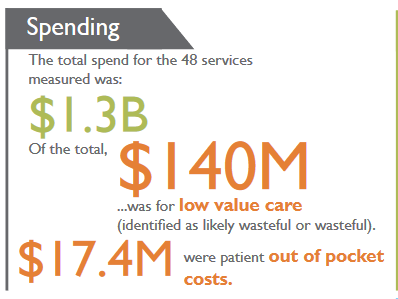 Spending
The total spend for the 48 services
measured was:
$1.3B
Of the total, $140M
...was for low value care
(identified as likely wasteful or wasteful).
$17.4M were patient out of pocket
costs.